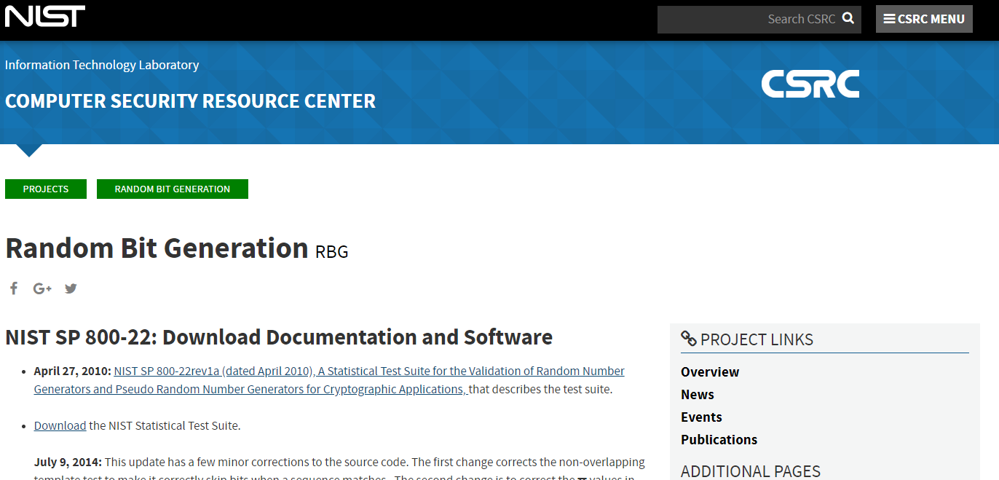 NIST
Search CSRC
CSRC MENU
Information Technology Laboratory
CSRC
COMPUTER SECURITY RESOURCE CENTER
PROJECTS
RANDOM BIT GENERATION
Random Bit Generation RBG
f G+
NIST SP 800-22: Download Documentation and Software
April 27, 2010: NIST SP 800-22rev1a (dated April 2010), A Statistical Test Suite for the Validation of Random Number
Generators and Pseudo Random Number Generators for Cryptographic Applications, that describes the test suite.
Download the NIST Statistical Test Suite.
July 9, 2014: This update has a few minor corrections to the source code. The first change corrects the non-overlapping
template test to make it correctly skip bits when a sequence matches. The second change is to correct the π values in
PROJECT LINKS
Overview
News
Events
Publications
ADDITIONAL PAGES